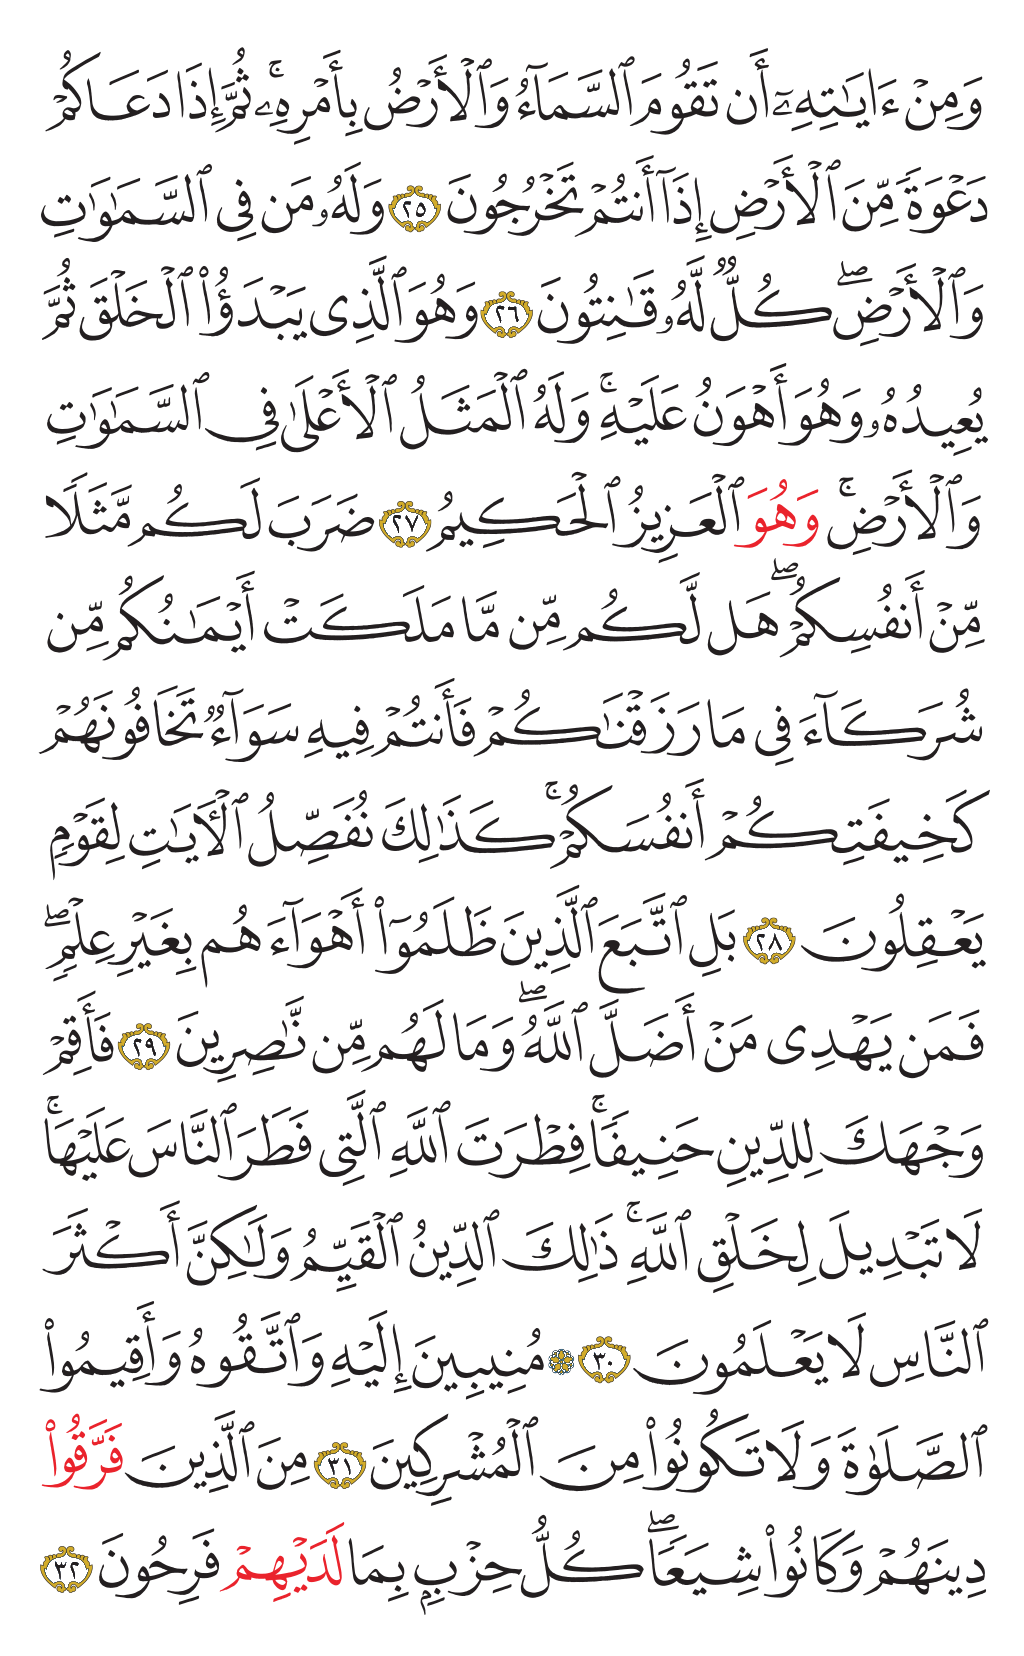 وَمِنْ ءَايَٰتِهِۦٓ أَن تَقُومَ ٱلسَّمَآءُ وَٱلْأَرْضُ بِأَمْرِهِۦۚ ثُمَّ إِذَا دَعَاكُمْ
دَعْوَةً مِّنَ ٱلْأَرْضِ إِذَآ أَنتُمْ تَخْرُجُونَ ٢٥ وَلَهُۥ مَن فِى ٱلسَّمَٰوَٰتِ
وَٱلْأَرْضِۖ كُلٌّ لَّهُۥ قَٰنِتُونَ ٢٦ وَهُوَ ٱلَّذِى يَبْدَؤُا۟ ٱلْخَلْقَ ثُمَّ
يُعِيدُهُۥ وَهُوَ أَهْوَنُ عَلَيْهِۚ وَلَهُ ٱلْمَثَلُ ٱلْأَعْلَىٰ فِى ٱلسَّمَٰوَٰتِ
وَٱلْأَرْضِۚ وَهُوَ ٱلْعَزِيزُ ٱلْحَكِيمُ ٢٧ ضَرَبَ لَكُم مَّثَلًا
مِّنْ أَنفُسِكُمْۖ هَل لَّكُم مِّن مَّا مَلَكَتْ أَيْمَٰنُكُم مِّن
شُرَكَآءَ فِى مَا رَزَقْنَٰكُمْ فَأَنتُمْ فِيهِ سَوَآءٌ تَخَافُونَهُمْ
كَخِيفَتِكُمْ أَنفُسَكُمْۚ كَذَٰلِكَ نُفَصِّلُ ٱلْـَٔايَٰتِ لِقَوْمٍ
يَعْقِلُونَ ٢٨ بَلِ ٱتَّبَعَ ٱلَّذِينَ ظَلَمُوٓا۟ أَهْوَآءَهُم بِغَيْرِ عِلْمٍۖ
فَمَن يَهْدِى مَنْ أَضَلَّ ٱللَّهُۖ وَمَا لَهُم مِّن نَّٰصِرِينَ ٢٩ فَأَقِمْ
وَجْهَكَ لِلدِّينِ حَنِيفًاۚ فِطْرَتَ ٱللَّهِ ٱلَّتِى فَطَرَ ٱلنَّاسَ عَلَيْهَاۚ
لَا تَبْدِيلَ لِخَلْقِ ٱللَّهِۚ ذَٰلِكَ ٱلدِّينُ ٱلْقَيِّمُ وَلَٰكِنَّ أَكْثَرَ
ٱلنَّاسِ لَا يَعْلَمُونَ ٣٠ مُنِيبِينَ إِلَيْهِ وَٱتَّقُوهُ وَأَقِيمُوا۟
ٱلصَّلَوٰةَ وَلَا تَكُونُوا۟ مِنَ ٱلْمُشْرِكِينَ ٣١ مِنَ ٱلَّذِينَ فَرَّقُوا۟
دِينَهُمْ وَكَانُوا۟ شِيَعًاۖ كُلُّ حِزْبٍۭ بِمَا لَدَيْهِمْ فَرِحُونَ ٣٢